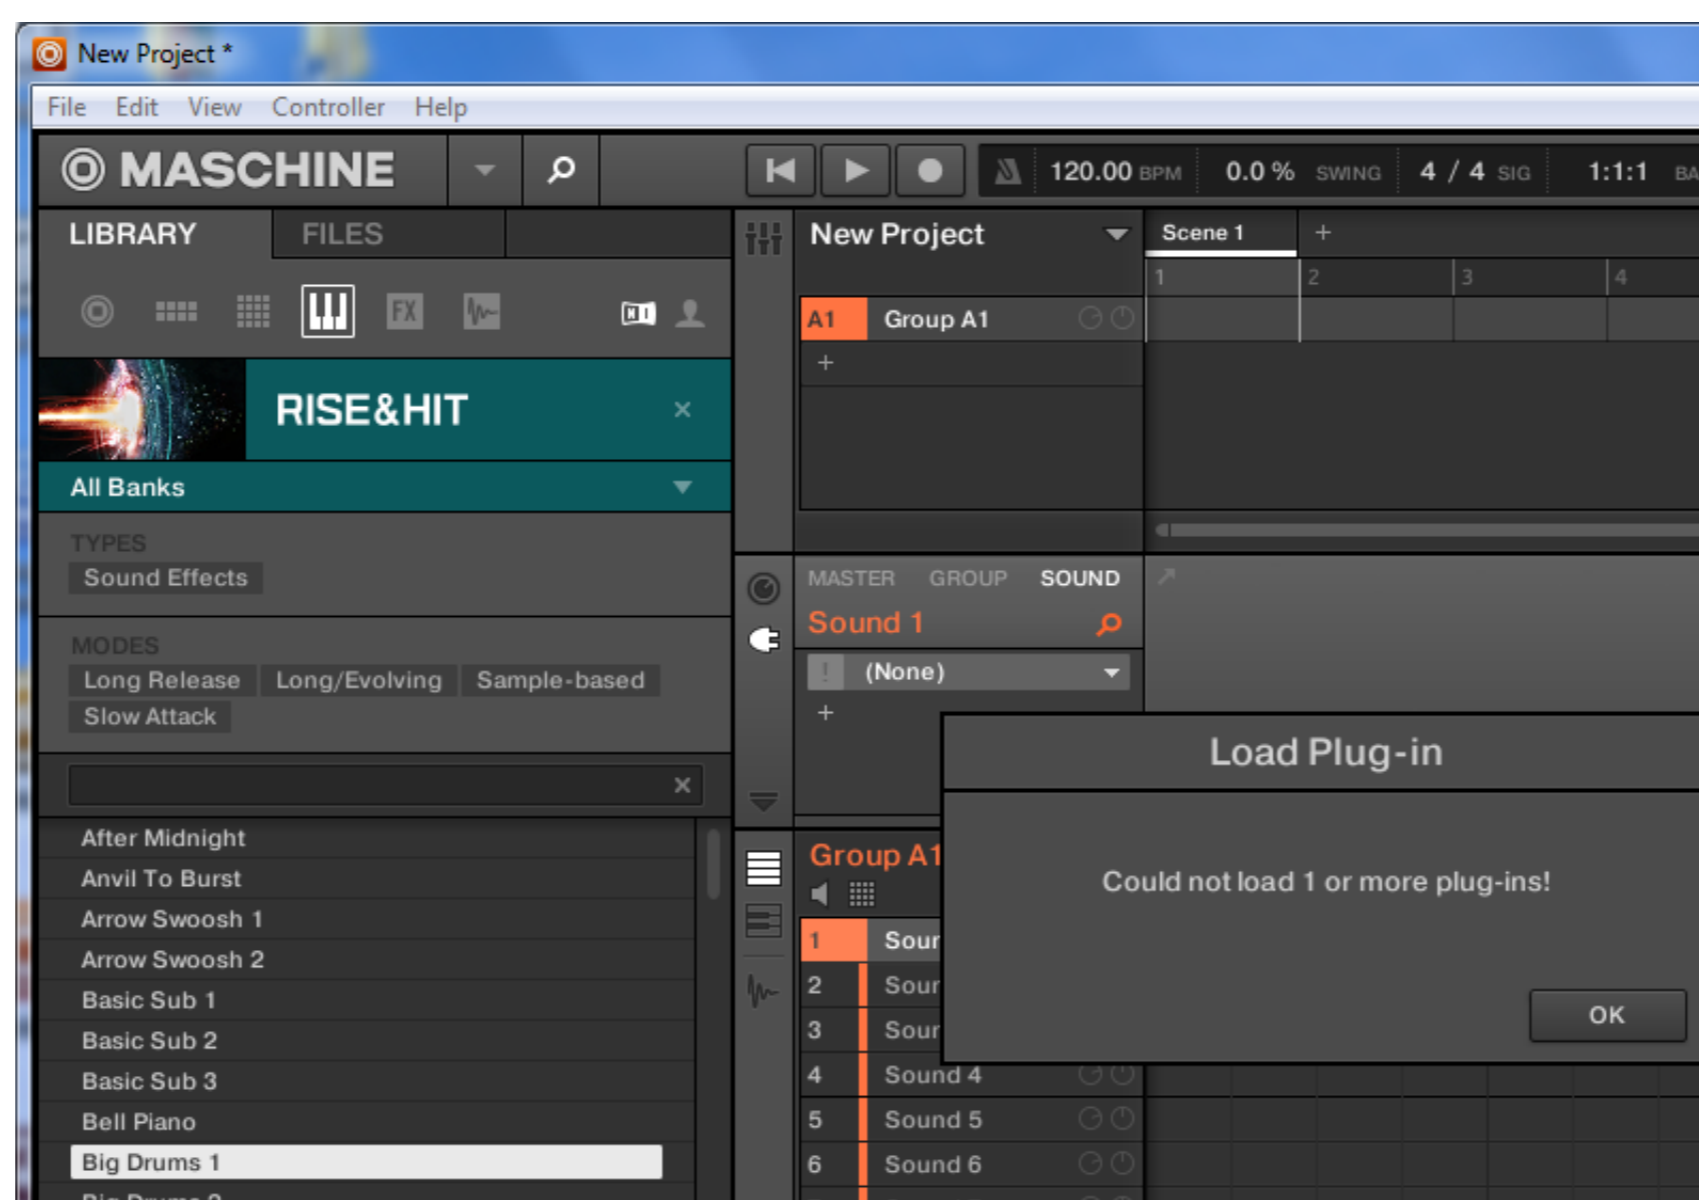 New Project *
File Edit View Controller Help
MASCHINE
120.00 BPM 0.0 % SWING 4 / 4 SIG 1:1:1 BA
LIBRARY FILES
FX
RISE&HIT
All Banks
TYPES
Sound Effects
MODES
Long Release Long/Evolving Sample-based
Slow Attack
After Midnight
Anvil To Burst
Arrow Swoosh 1
Arrow Swoosh 2
Basic Sub 1
Basic Sub 2
Basic Sub 3
Bell Piano
Big Drums 1
New Project
Scene 1 +
1 2 3 4
A1 Group A1
+
MASTER GROUP SOUND
Sound 1
! (None)
+
Group A1
1 Soun
2 Soun
3 Soun
4 Sound 4
5 Sound 5
6 Sound 6
Load Plug-in
Could not load 1 or more plug-ins!
OK